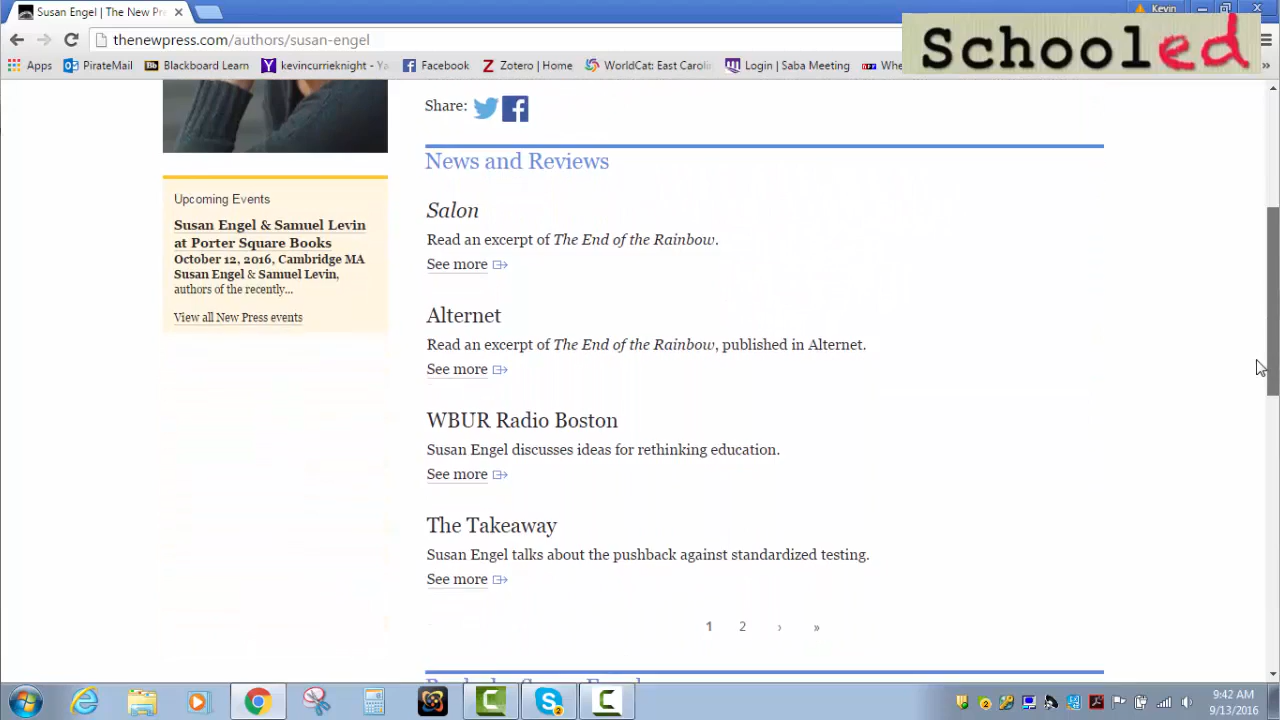 Susan Engel | The New Pre
Kevin
thenewpress.com/authors/susan-engel
Schooled
Apps PirateMail Blackboard Learn kevincurrieknight - Ya Facebook Zotero | Home WorldCat: East Caroli Login | Saba Meeting Whe »
Share:
News and Reviews
Upcoming Events
Susan Engel & Samuel Levin
at Porter Square Books
October 12, 2016, Cambridge MA
Susan Engel & Samuel Levin,
authors of the recently...
View all New Press events
Salon
Read an excerpt of The End of the Rainbow.
See more
Alternet
Read an excerpt of The End of the Rainbow, published in Alternet.
See more
WBUR Radio Boston
Susan Engel discusses ideas for rethinking education.
See more
The Takeaway
Susan Engel talks about the pushback against standardized testing.
See more
1 2 › »
9:42 AM
9/13/2016